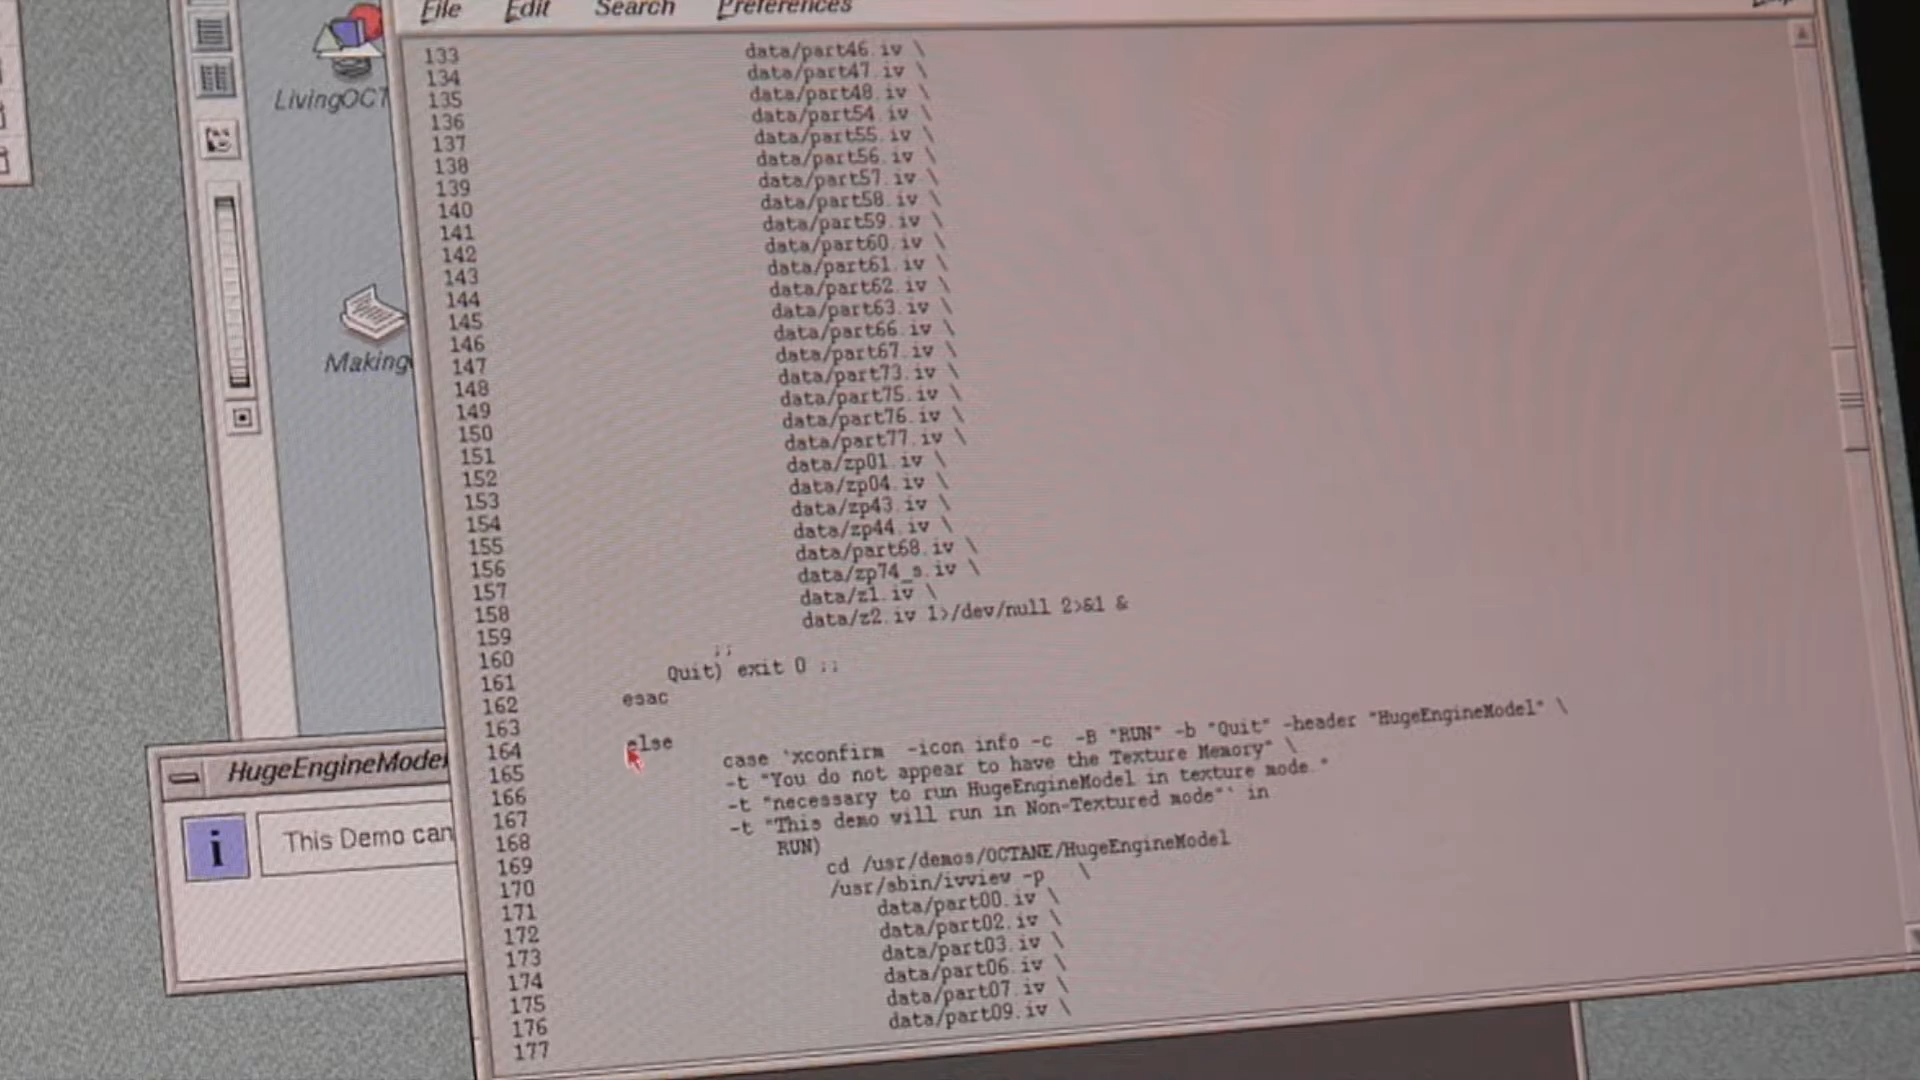 File Edit Search Preferences
LivingOCT
Making
HugeEngineModel
i This Demo can
133 data/part46.iv \
134 data/part47.iv \
135 data/part48.iv \
136 data/part54.iv \
137 data/part55.iv \
138 data/part56.iv \
139 data/part57.iv \
140 data/part58.iv \
141 data/part59.iv \
142 data/part60.iv \
143 data/part61.iv \
144 data/part62.iv \
145 data/part63.iv \
146 data/part66.iv \
147 data/part67.iv \
148 data/part73.iv \
149 data/part75.iv \
150 data/part76.iv \
151 data/part77.iv \
152 data/zp01.iv \
153 data/zp04.iv \
154 data/zp43.iv \
155 data/zp44.iv \
156 data/part68.iv \
157 data/zp74_s.iv \
158 data/z1.iv \
159 data/z2.iv 1>/dev/null 2>&1 &
160 ;;
161 Quit) exit 0 ;;
162 esac
163
164 else
165 case `xconfirm -icon info -c -B "RUN" -b "Quit" -header "HugeEngineModel" \
166 -t "You do not appear to have the Texture Memory" \
167 -t "necessary to run HugeEngineModel in texture mode." 
168 -t "This demo will run in Non-Textured mode"` in
169 RUN)
170 cd /usr/demos/OCTANE/HugeEngineModel
171 /usr/sbin/ivview -p \
172 data/part00.iv \
173 data/part02.iv \
174 data/part03.iv \
175 data/part06.iv \
176 data/part07.iv \
177 data/part09.iv \